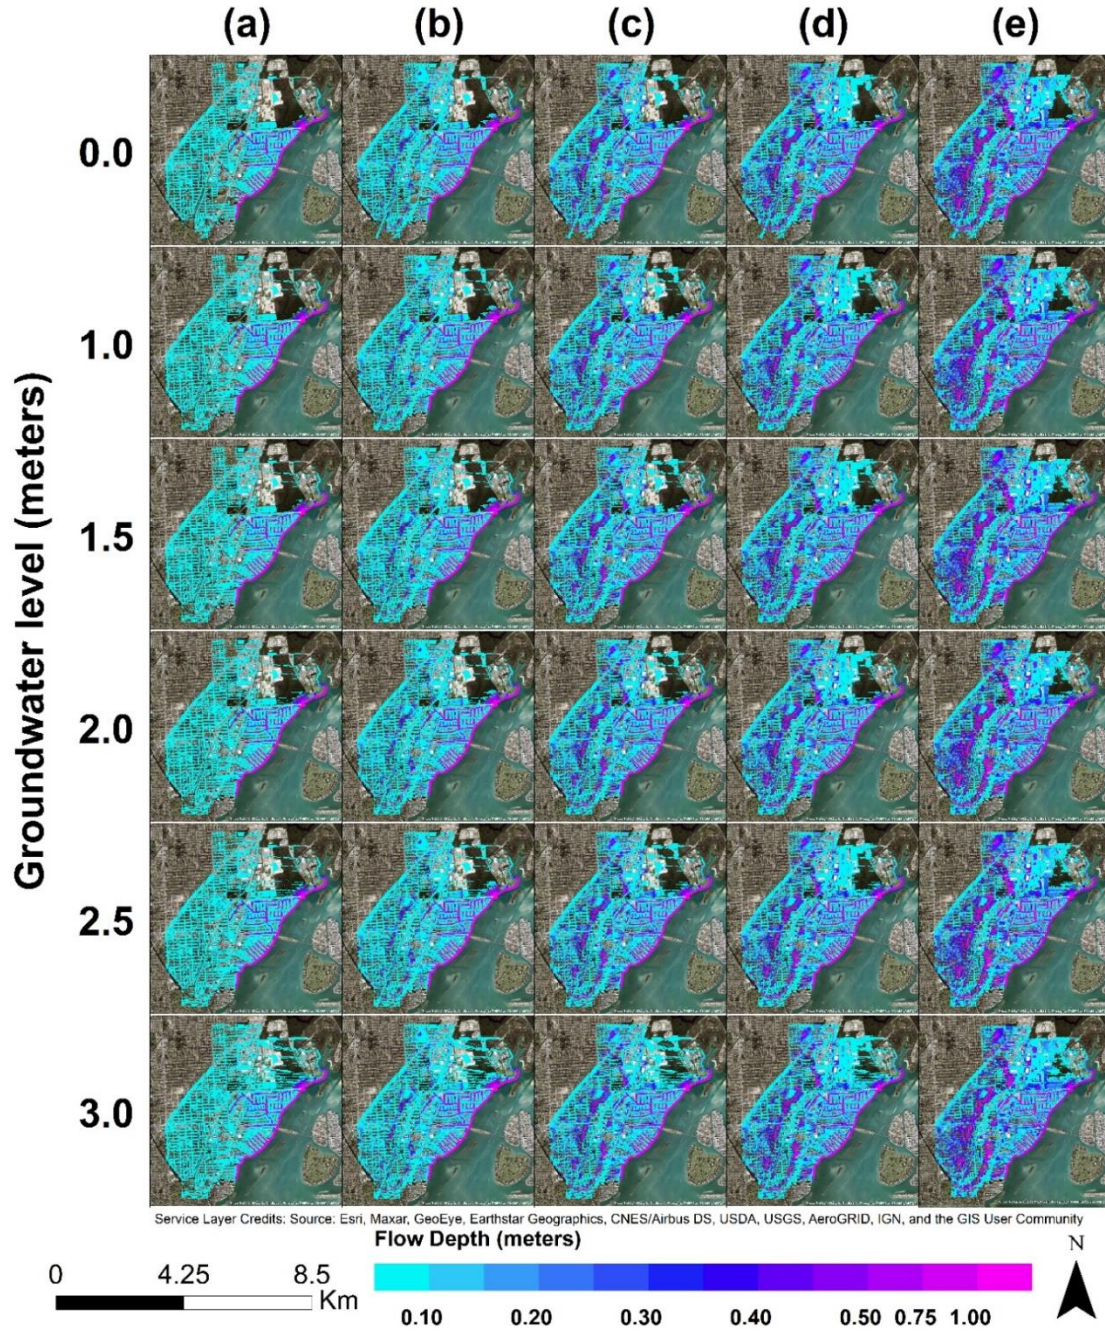 (a) (b) (c) (d) (e)
Groundwater level (meters)
0.0
1.0
1.5
2.0
2.5
3.0
Service Layer Credits: Source: Esri, Maxar, GeoEye, Earthstar Geographics, CNES/Airbus DS, USDA, USGS, AeroGRID, IGN, and the GIS User Community
Flow Depth (meters)
N
0 4.25 8.5
Km
0.10 0.20 0.30 0.40 0.50 0.75 1.00